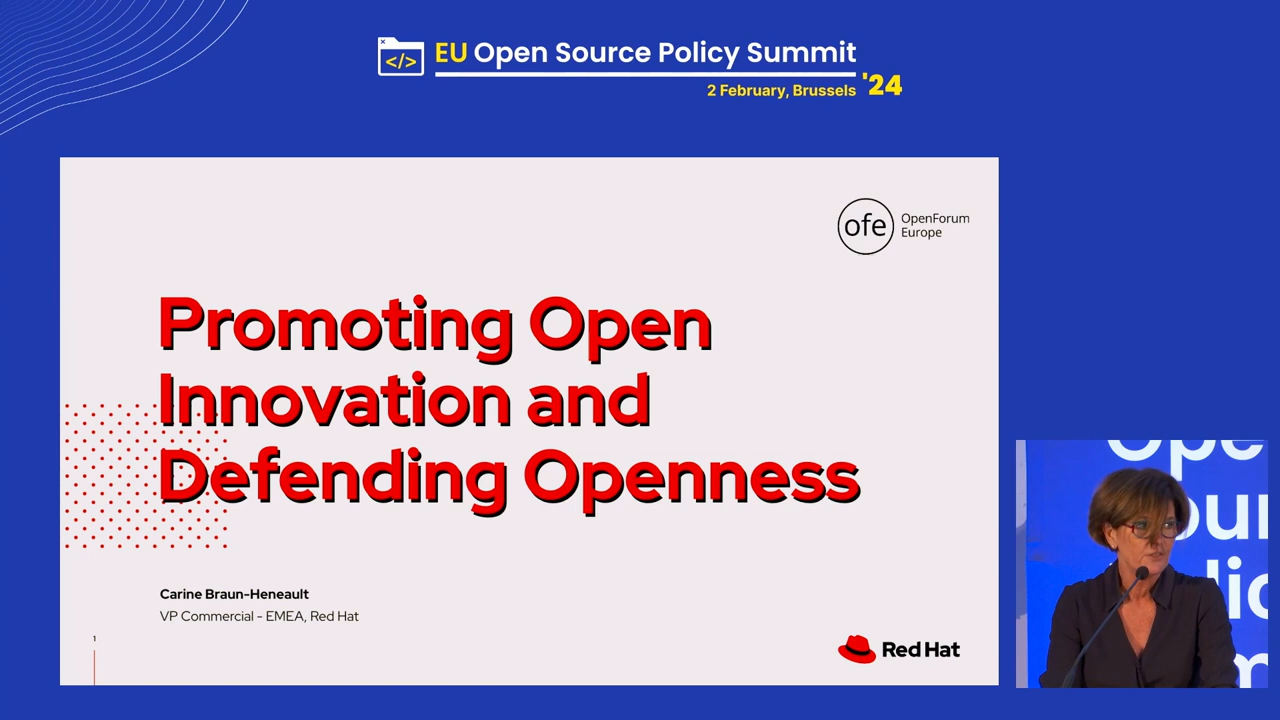 </>
EU Open Source Policy Summit
2 February, Brussels '24
ofe OpenForum
Europe
Promoting Open
Innovation and
Defending Openness
Carine Braun-Heneault
VP Commercial - EMEA, Red Hat
1
Red Hat